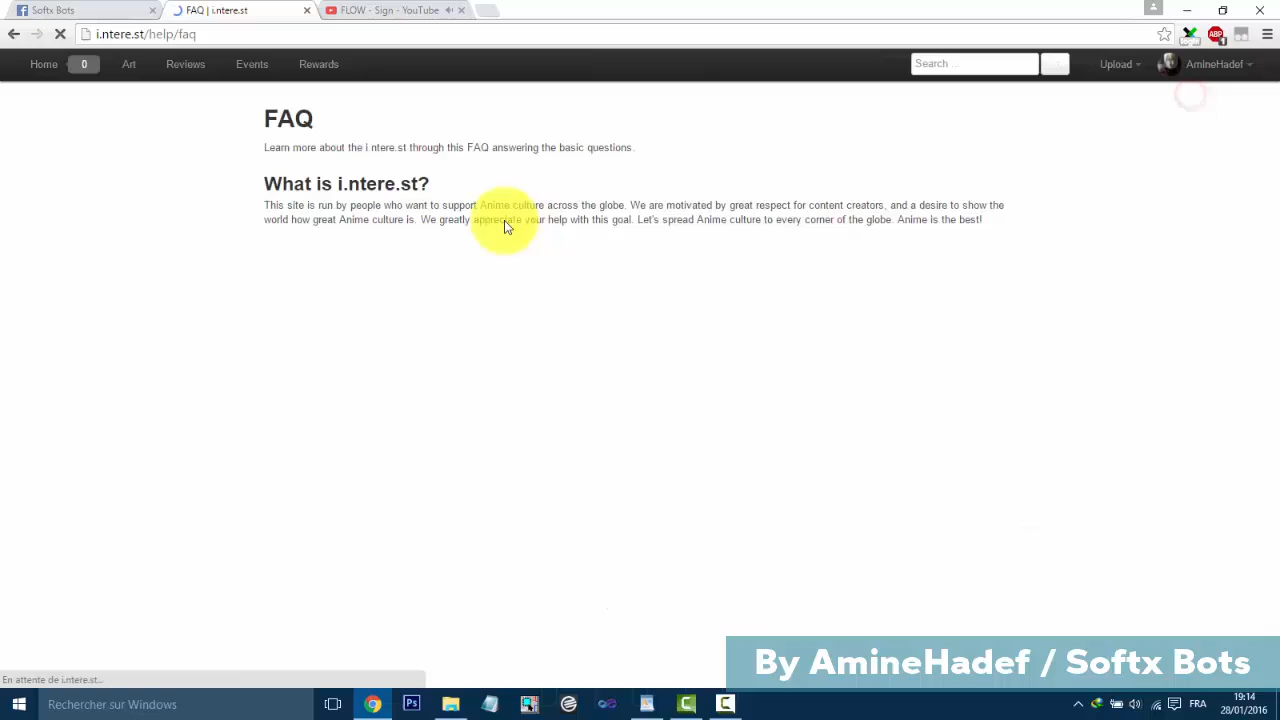 Softx Bots
FAQ | i.ntere.st
FLOW - Sign - YouTube
i.ntere.st/help/faq
ABP
1
Home
0
Art
Reviews
Events
Rewards
Search ...
Upload
AmineHadef
FAQ
Learn more about the i.ntere.st through this FAQ answering the basic questions.
What is i.ntere.st?
This site is run by people who want to support Anime culture across the globe. We are motivated by great respect for content creators, and a desire to show the
world how great Anime culture is. We greatly appreciate your help with this goal. Let's spread Anime culture to every corner of the globe. Anime is the best!
By AmineHadef / Softx Bots
En attente de i.ntere.st...
Rechercher sur Windows
Ps
FRA
19:14
28/01/2016